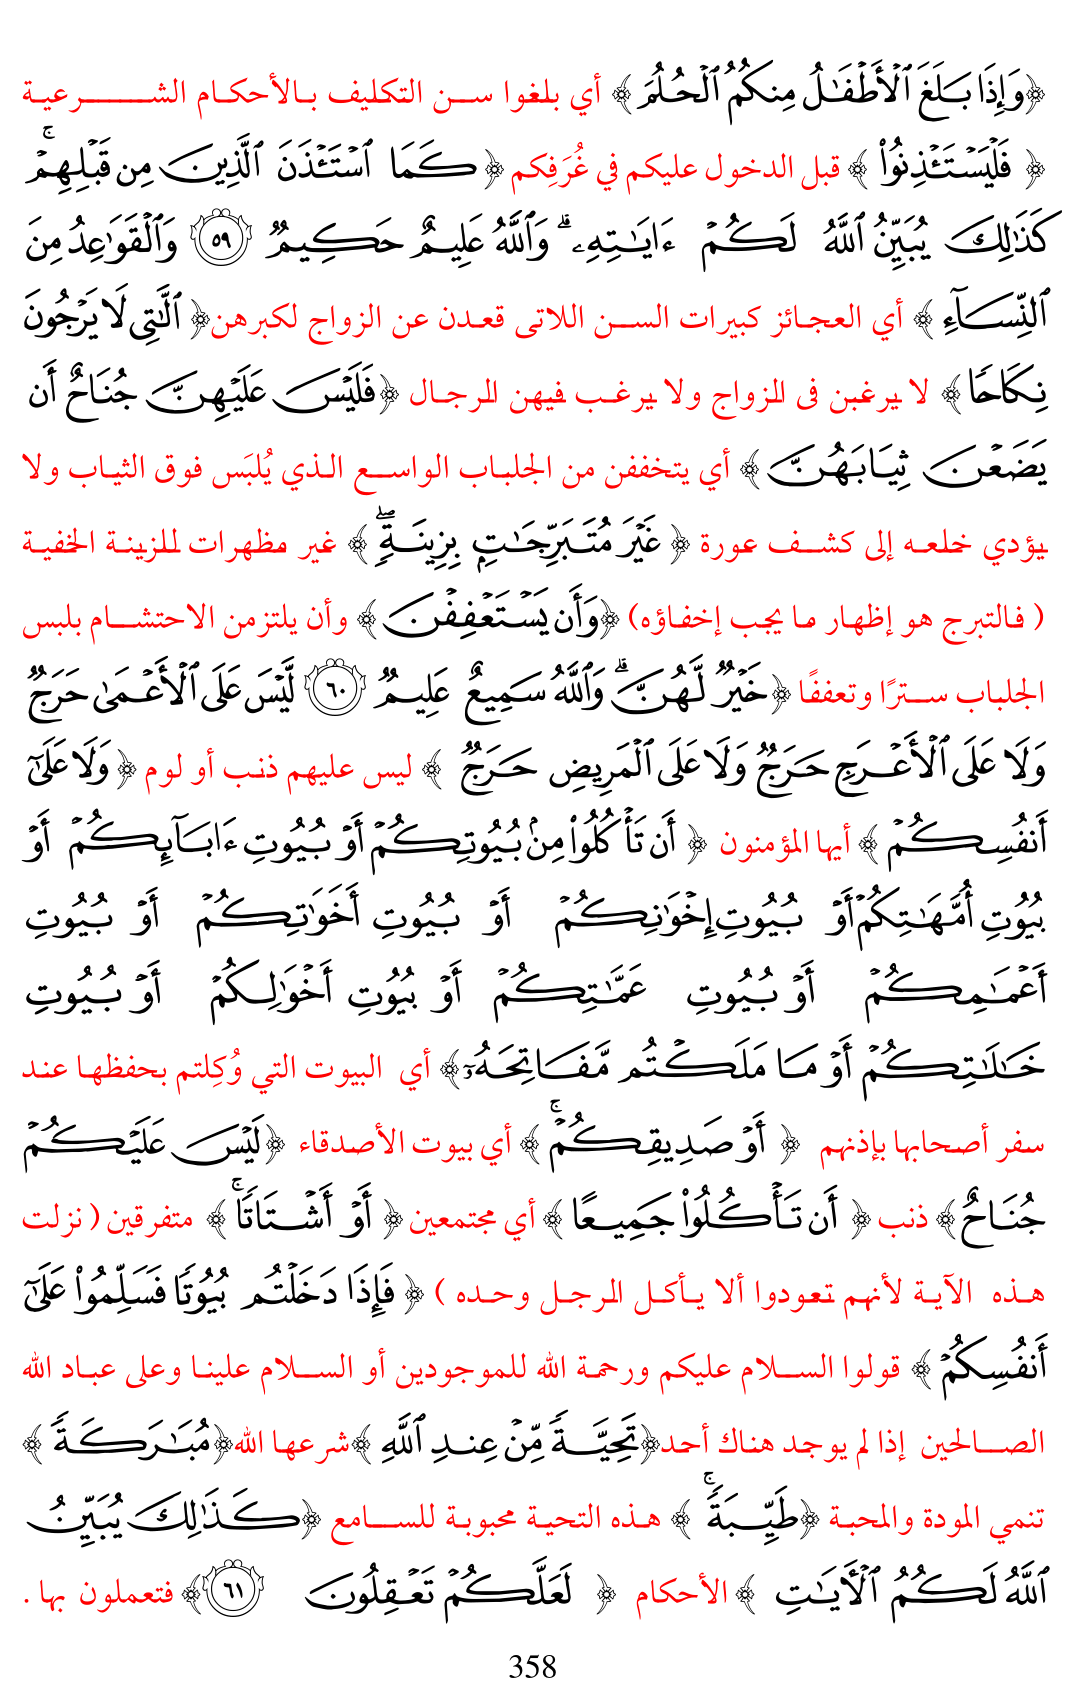 ﴿وَإِذَا بَلَغَ ٱلْأَطْفَٰلُ مِنكُمُ ٱلْحُلُمَ ﴾ أي بلغوا سن التكليف بالأحكام الشرعية
﴿ فَلْيَسْتَـْٔذِنُوا۟ ﴾ قبل الدخول عليكم في غُرَفِكم ﴿ كَمَا ٱسْتَـْٔذَنَ ٱلَّذِينَ مِن قَبْلِهِمْ ۚ
كَذَٰلِكَ يُبَيِّنُ ٱللَّهُ لَكُمْ ءَايَٰتِهِۦ ۗ وَٱللَّهُ عَلِيمٌ حَكِيمٌ ٥٩ وَٱلْقَوَٰعِدُ مِنَ
ٱلنِّسَآءِ ﴾ أي العجائز كبيرات السن اللاتى قعدن عن الزواج لكبرهن﴿ ٱلَّٰتِى لَا يَرْجُونَ
نِكَاحًا﴾ لا يرغبن فى الزواج ولا يرغب فيهن الرجال ﴿فَلَيْسَ عَلَيْهِنَّ جُنَاحٌ أَن
يَضَعْنَ ثِيَابَهُنَّ ﴾ أي يتخففن من الجلباب الواسع الذي يُلبَس فوق الثياب ولا
يؤدي خلعه إلى كشف عورة ﴿ غَيْرَ مُتَبَرِّجَٰتٍۭ بِزِينَةٍ ۖ ﴾ غير مظهرات للزينة الخفية
( فالتبرج هو إظهار ما يجب إخفاؤه) ﴿وَأَن يَسْتَعْفِفْنَ ﴾ وأن يلتزمن الاحتشام بلبس
الجلباب سترًا وتعففًا ﴿خَيْرٌ لَّهُنَّ ۗ وَٱللَّهُ سَمِيعٌ عَلِيمٌ ٦٠ لَّيْسَ عَلَى ٱلْأَعْمَىٰ حَرَجٌ
وَلَا عَلَى ٱلْأَعْرَجِ حَرَجٌ وَلَا عَلَى ٱلْمَرِيضِ حَرَجٌ ﴾ ليس عليهم ذنب أو لوم ﴿ وَلَا عَلَىٰٓ
أَنفُسِكُمْ ﴾ أيها المؤمنون ﴿ أَن تَأْكُلُوا۟ مِنۢ بُيُوتِكُمْ أَوْ بُيُوتِ ءَابَآئِكُمْ أَوْ
بُيُوتِ أُمَّهَٰتِكُمْ أَوْ بُيُوتِ إِخْوَٰنِكُمْ أَوْ بُيُوتِ أَخَوَٰتِكُمْ أَوْ بُيُوتِ
أَعْمَٰمِكُمْ أَوْ بُيُوتِ عَمَّٰتِكُمْ أَوْ بُيُوتِ أَخْوَٰلِكُمْ أَوْ بُيُوتِ
خَٰلَٰتِكُمْ أَوْ مَا مَلَكْتُم مَّفَاتِحَهُۥٓ﴾ أي البيوت التي وُكِلتم بحفظها عند
سفر أصحابها بإذنهم ﴿ أَوْ صَدِيقِكُمْ ۚ ﴾ أي بيوت الأصدقاء ﴿لَيْسَ عَلَيْكُمْ
جُنَاحٌ﴾ ذنب ﴿ أَن تَأْكُلُوا۟ جَمِيعًا ﴾ أي مجتمعين ﴿ أَوْ أَشْتَاتًا ۚ ﴾ متفرقين ( نزلت
هذه الآية لأنهم تعودوا ألا يأكل الرجل وحده ) ﴿ فَإِذَا دَخَلْتُم بُيُوتًا فَسَلِّمُوا۟ عَلَىٰٓ
أَنفُسِكُمْ ﴾ قولوا السلام عليكم ورحمة الله للموجودين أو السلام علينا وعلى عباد الله
الصالحين إذا لم يوجد هناك أحد﴿تَحِيَّةً مِّنْ عِندِ ٱللَّهِ ﴾شرعها الله﴿مُبَٰرَكَةً ﴾
تنمي المودة والمحبة ﴿طَيِّبَةً ۚ ﴾ هذه التحية محبوبة للسامع ﴿كَذَٰلِكَ يُبَيِّنُ
ٱللَّهُ لَكُمُ ٱلْأَيَٰتِ ﴾ الأحكام ﴿ لَعَلَّكُمْ تَعْقِلُونَ ٦١﴾ فتعملون بها .
358